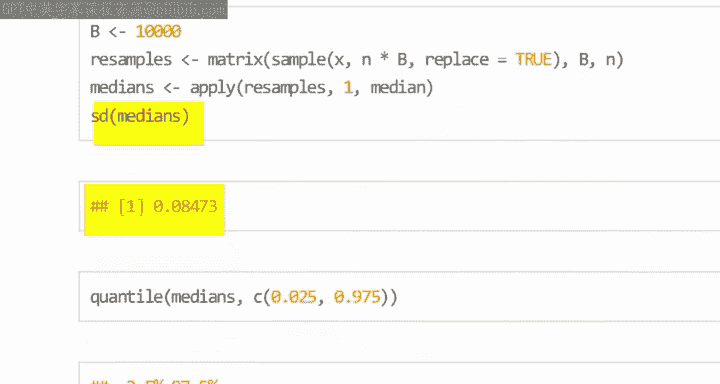 B <- 10000
resamples <- matrix(sample(x, n * B, replace = TRUE), B, n)
medians <- apply(resamples, 1, median)
sd(medians)
## [1] 0.08473
quantile(medians, c(0.025, 0.975))